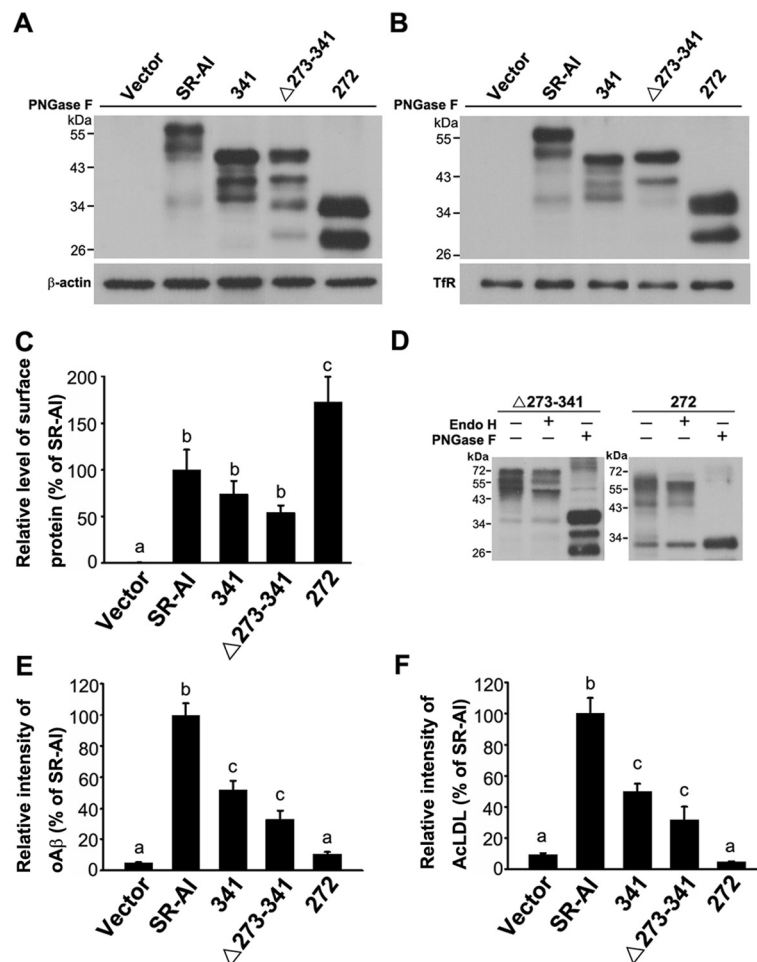 A
Vector
SR-AI
341
△273-341
272
PNGase F
kDa
55
43
34
26
β-actin
B
Vector
SR-AI
341
△273-341
272
PNGase F
kDa
55
43
34
26
TfR
C
Relative level of surface
protein (% of SR-AI)
200
150
100
50
0
a
b
b
b
c
Vector
SR-AI
341
△273-341
272
D
△273-341
272
Endo H
− + −
− + −
PNGase F
− − +
− − +
kDa
72
55
43
34
26
kDa
72
55
43
34
E
Relative intensity of
oAβ (% of SR-AI)
120
100
80
60
40
20
0
a
b
c
c
a
Vector
SR-AI
341
△273-341
272
F
Relative intensity of
AcLDL (% of SR-AI)
120
100
80
60
40
20
0
a
b
c
c
a
Vector
SR-AI
341
△273-341
272